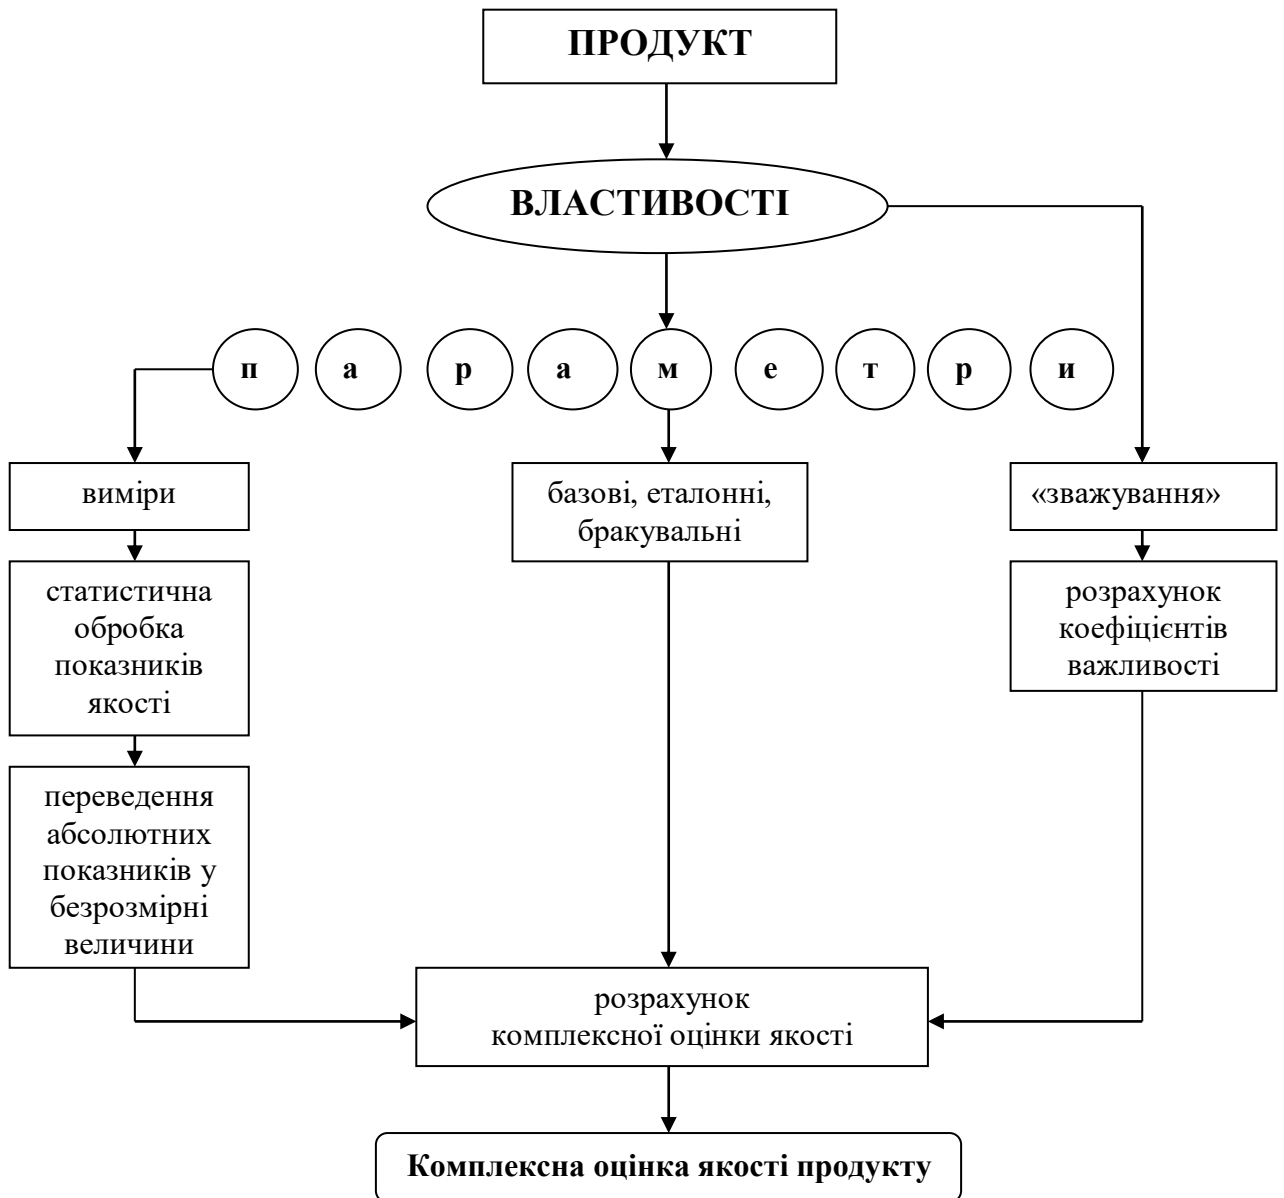 ПРОДУКТ
ВЛАСТИВОСТІ
п а р а м е т р и
виміри
базові, еталонні,
бракувальні
«зважування»
статистична
обробка
показників
якості
розрахунок
коефіцієнтів
важливості
переведення
абсолютних
показників у
безрозмірні
величини
розрахунок
комплексної оцінки якості
Комплексна оцінка якості продукту